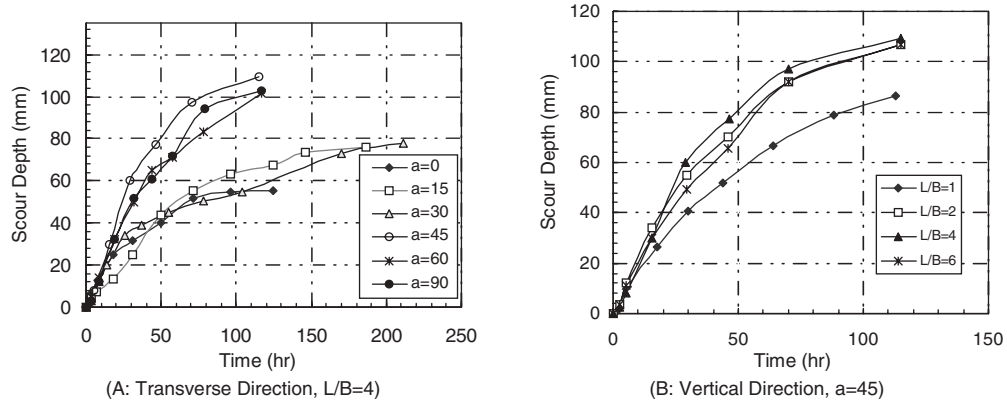 Scour Depth (mm)
120
100
80
60
40
20
0
0 50 100 150 200 250
Time (hr)
a=0
a=15
a=30
a=45
a=60
a=90
(A: Transverse Direction, L/B=4)
Scour Depth (mm)
120
100
80
60
40
20
0
0 50 100 150
Time (hr)
L/B=1
L/B=2
L/B=4
L/B=6
(B: Vertical Direction, a=45)